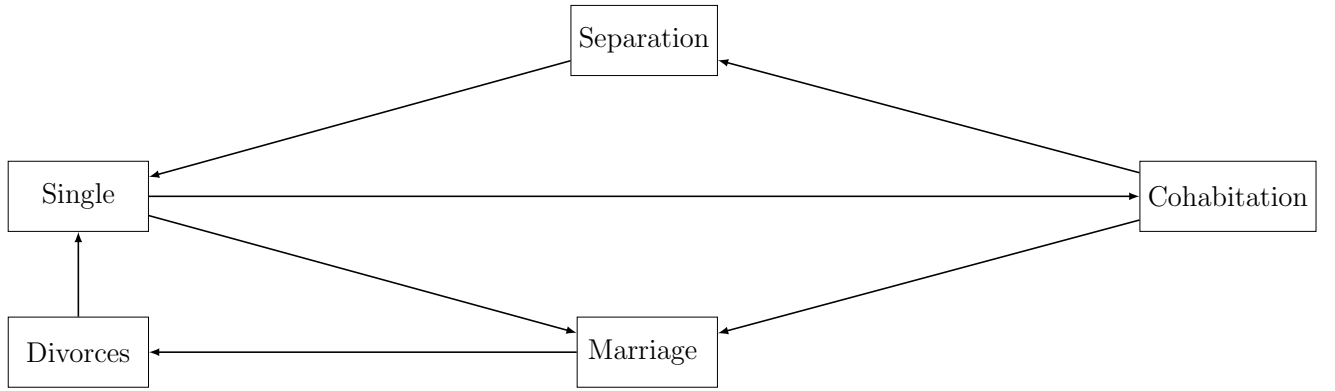 Separation
Single
Cohabitation
Divorces
Marriage